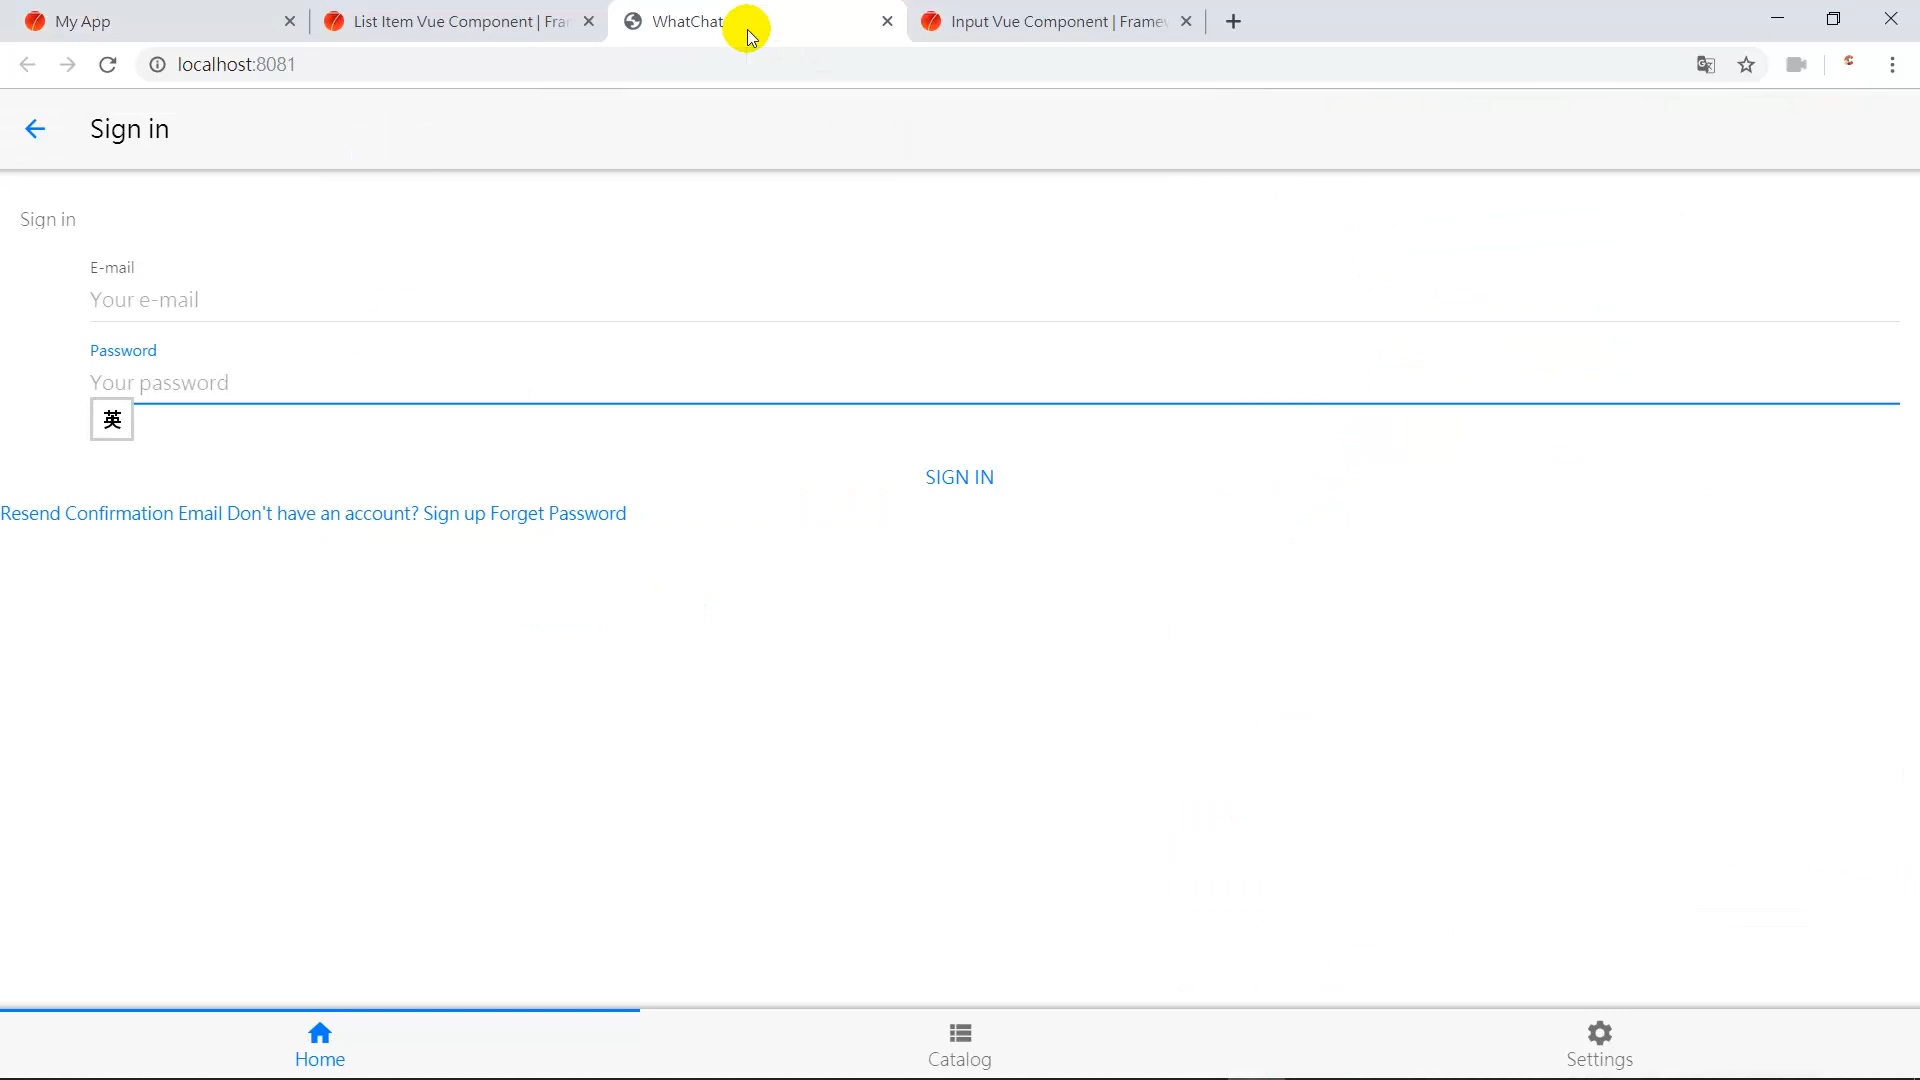 My App
List Item Vue Component | Fra
WhatChat
Input Vue Component | Frame
localhost:8081
Sign in
Sign in
E-mail
Your e-mail
Password
Your password
英
SIGN IN
Resend Confirmation Email Don't have an account? Sign up Forget Password
Home
Catalog
Settings